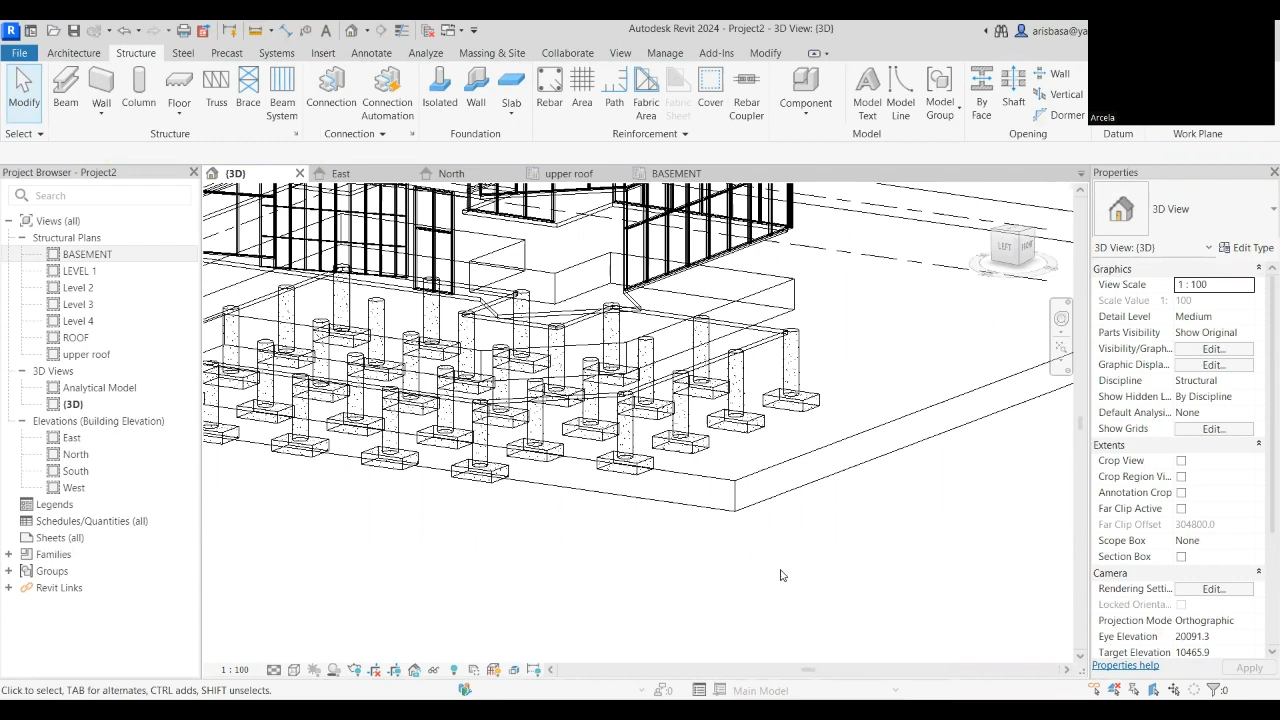 Autodesk Revit 2024 - Project2 - 3D View: {3D}
arisbasa@ya
File Architecture Structure Steel Precast Systems Insert Annotate Analyze Massing & Site Collaborate View Manage Add-Ins Modify
Modify Beam Wall Column Floor Truss Brace Beam System Connection Connection Automation Isolated Wall Slab Rebar Area Path Fabric Area Fabric Sheet Cover Rebar Coupler Component Model Text Model Line Model Group By Face Shaft Wall Vertical Dormer
Arcela
Select Structure Connection Foundation Reinforcement Model Opening Datum Work Plane
Project Browser - Project2
{3D} East North upper roof BASEMENT
Properties
Search
Views (all)
Structural Plans
BASEMENT
LEVEL 1
Level 2
Level 3
Level 4
ROOF
upper roof
3D Views
Analytical Model
{3D}
Elevations (Building Elevation)
East
North
South
West
Legends
Schedules/Quantities (all)
Sheets (all)
Families
Groups
Revit Links
LEFT
3D View
3D View: {3D} Edit Type
Graphics
View Scale 1 : 100
Scale Value 1: 100
Detail Level Medium
Parts Visibility Show Original
Visibility/Graph... Edit...
Graphic Displa... Edit...
Discipline Structural
Show Hidden L... By Discipline
Default Analysi... None
Show Grids Edit...
Extents
Crop View
Crop Region Vi...
Annotation Crop
Far Clip Active
Far Clip Offset 304800.0
Scope Box None
Section Box
Camera
Rendering Setti... Edit...
Locked Orienta...
Projection Mode Orthographic
Eye Elevation 20091.3
Target Elevation 10465.9
Properties help Apply
1 : 100
Click to select, TAB for alternates, CTRL adds, SHIFT unselects.
:0
Main Model
:0